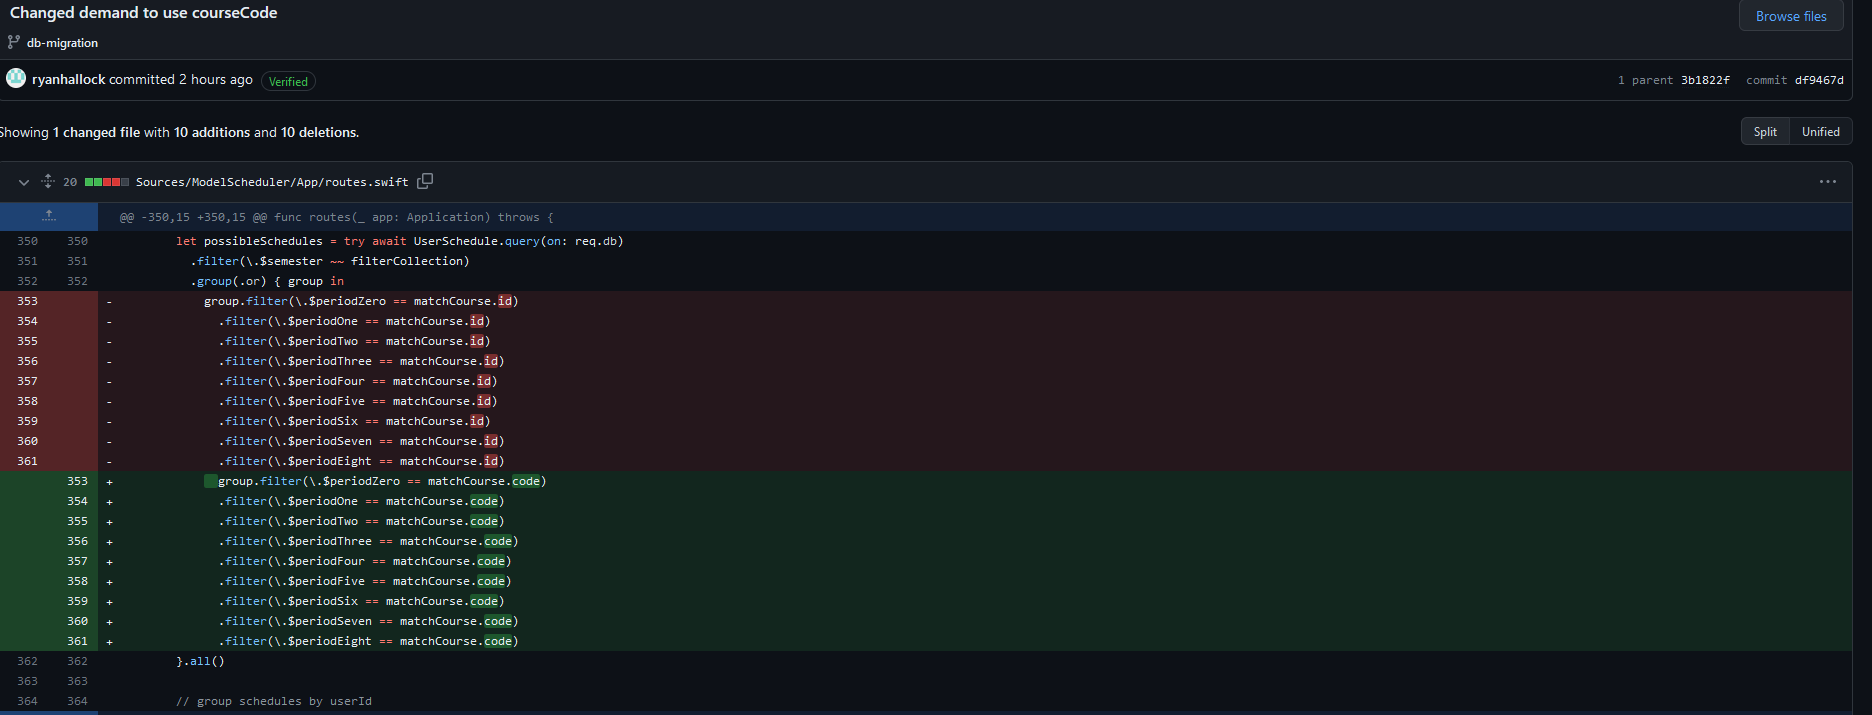 Changed demand to use courseCode
Browse files
db-migration
ryanhallock committed 2 hours ago Verified
1 parent 3b1822f commit df9467d
Showing 1 changed file with 10 additions and 10 deletions.
Split Unified
20 Sources/ModelScheduler/App/routes.swift
@@ -350,15 +350,15 @@ func routes(_ app: Application) throws {
350 350 let possibleSchedules = try await UserSchedule.query(on: req.db)
351 351 .filter(\.$semester ~~ filterCollection)
352 352 .group(.or) { group in
353 - group.filter(\.$periodZero == matchCourse.id)
354 - .filter(\.$periodOne == matchCourse.id)
355 - .filter(\.$periodTwo == matchCourse.id)
356 - .filter(\.$periodThree == matchCourse.id)
357 - .filter(\.$periodFour == matchCourse.id)
358 - .filter(\.$periodFive == matchCourse.id)
359 - .filter(\.$periodSix == matchCourse.id)
360 - .filter(\.$periodSeven == matchCourse.id)
361 - .filter(\.$periodEight == matchCourse.id)
353 + group.filter(\.$periodZero == matchCourse.code)
354 + .filter(\.$periodOne == matchCourse.code)
355 + .filter(\.$periodTwo == matchCourse.code)
356 + .filter(\.$periodThree == matchCourse.code)
357 + .filter(\.$periodFour == matchCourse.code)
358 + .filter(\.$periodFive == matchCourse.code)
359 + .filter(\.$periodSix == matchCourse.code)
360 + .filter(\.$periodSeven == matchCourse.code)
361 + .filter(\.$periodEight == matchCourse.code)
362 362 }.all()
363 363
364 364 // group schedules by userId